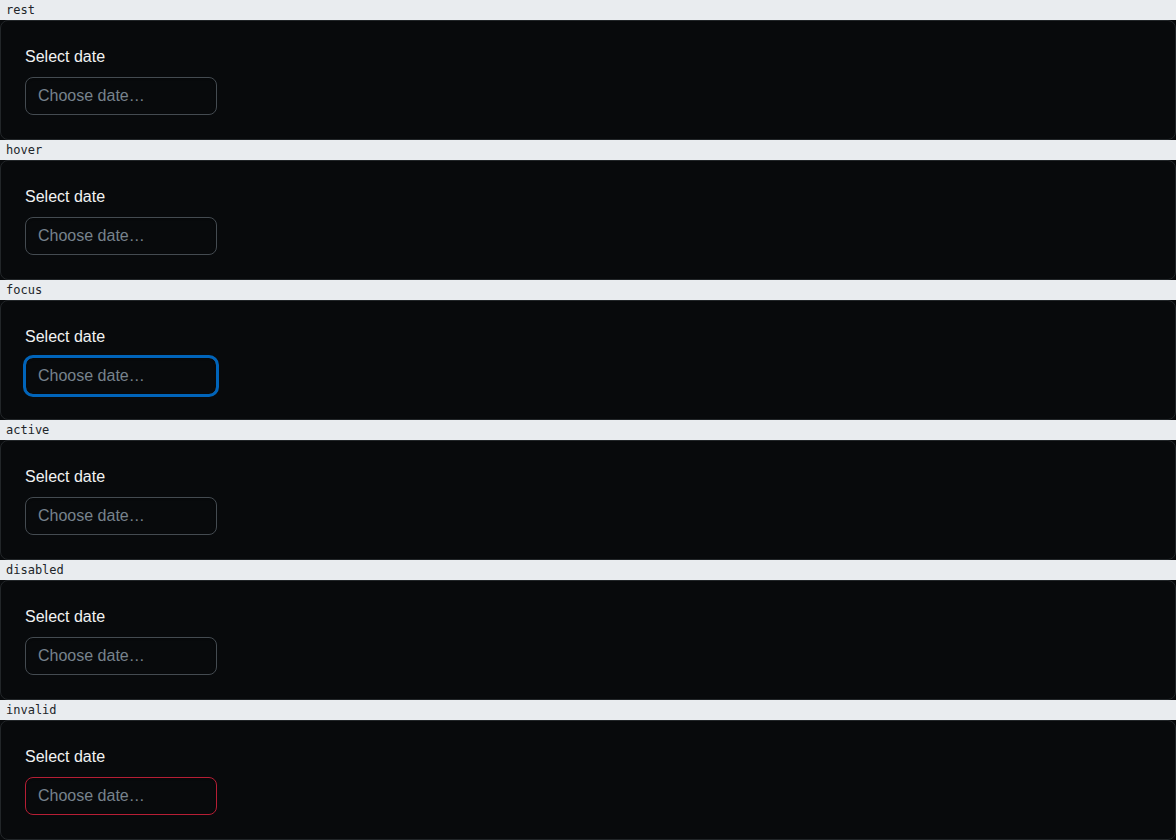 rest
Select date
Choose date…
hover
Select date
Choose date…
focus
Select date
Choose date…
active
Select date
Choose date…
disabled
Select date
Choose date…
invalid
Select date
Choose date…